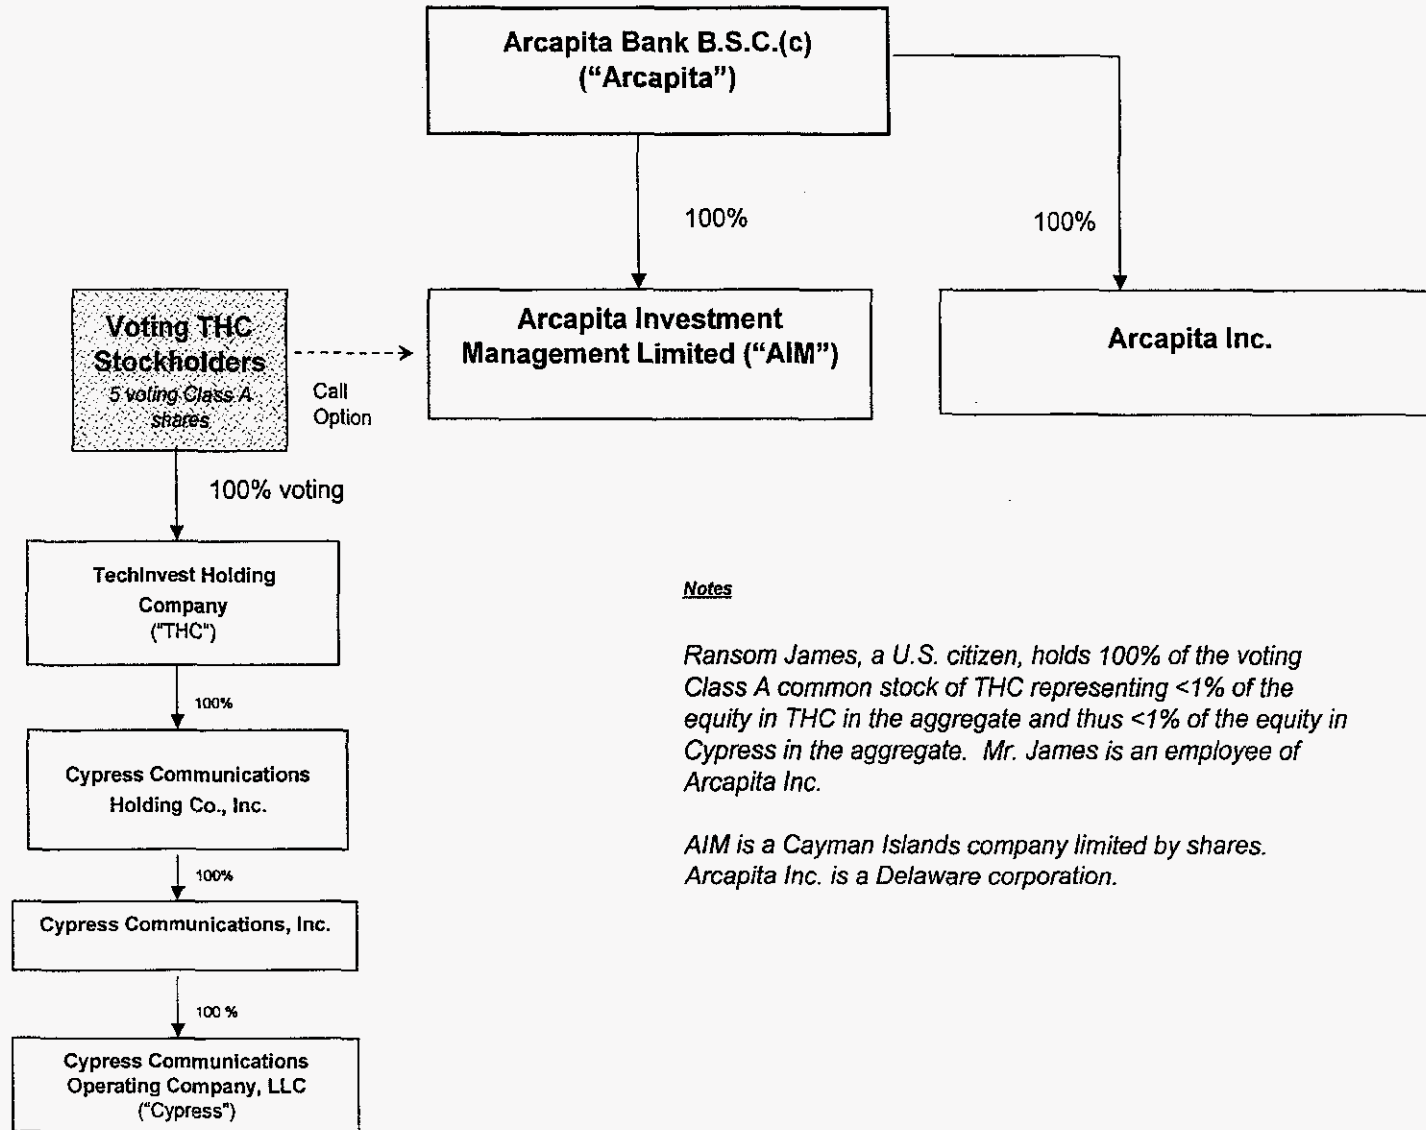 Arcapita Bank B.S.C.(c)
(“Arcapita”)
100%
100%
Voting THC
Stockholders
5 voting Class A
shares
Call
Option
Arcapita Investment
Management Limited (“AIM”)
Arcapita Inc.
100% voting
TechInvest Holding
Company
("THC")
100%
Cypress Communications
Holding Co., Inc.
100%
Cypress Communications, Inc.
100 %
Cypress Communications
Operating Company, LLC
("Cypress")
Notes
Ransom James, a U.S. citizen, holds 100% of the voting
Class A common stock of THC representing <1% of the
equity in THC in the aggregate and thus <1% of the equity in
Cypress in the aggregate. Mr. James is an employee of
Arcapita Inc.
AIM is a Cayman Islands company limited by shares.
Arcapita Inc. is a Delaware corporation.